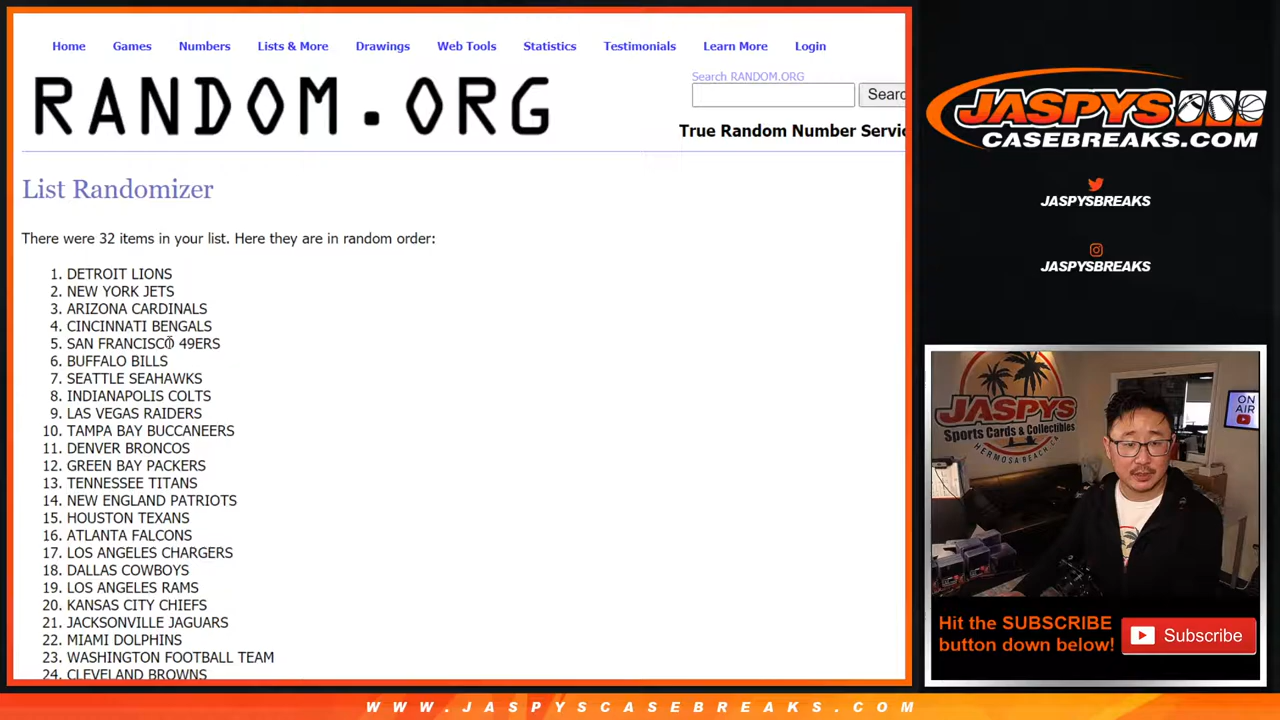 Home Games Numbers Lists & More Drawings Web Tools Statistics Testimonials Learn More Login
RANDOM.ORG
Search RANDOM.ORG
Searc
True Random Number Servic
List Randomizer
There were 32 items in your list. Here they are in random order:
1. DETROIT LIONS
2. NEW YORK JETS
3. ARIZONA CARDINALS
4. CINCINNATI BENGALS
5. SAN FRANCISCO 49ERS
6. BUFFALO BILLS
7. SEATTLE SEAHAWKS
8. INDIANAPOLIS COLTS
9. LAS VEGAS RAIDERS
10. TAMPA BAY BUCCANEERS
11. DENVER BRONCOS
12. GREEN BAY PACKERS
13. TENNESSEE TITANS
14. NEW ENGLAND PATRIOTS
15. HOUSTON TEXANS
16. ATLANTA FALCONS
17. LOS ANGELES CHARGERS
18. DALLAS COWBOYS
19. LOS ANGELES RAMS
20. KANSAS CITY CHIEFS
21. JACKSONVILLE JAGUARS
22. MIAMI DOLPHINS
23. WASHINGTON FOOTBALL TEAM
24. CLEVELAND BROWNS
JASPYS
CASEBREAKS.COM
JASPYSBREAKS
JASPYSBREAKS
JASPYS
Sports Cards & Collectibles
HERMOSA BEACH, CA
ON
AIR
Hit the SUBSCRIBE
button down below!
Subscribe
WWW.JASPYSCASEBREAKS.COM